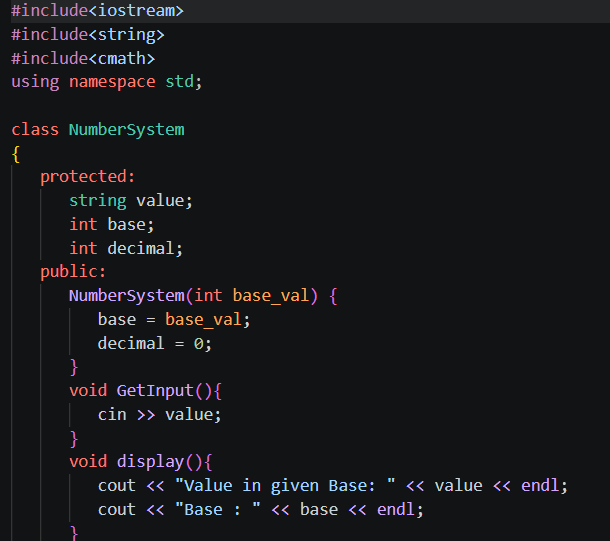 #include<iostream>
#include<string>
#include<cmath>
using namespace std;
class NumberSystem
{
protected:
string value;
int base;
int decimal;
public:
NumberSystem(int base_val) {
base = base_val;
decimal = 0;
}
void GetInput(){
cin >> value;
}
void display(){
cout << "Value in given Base: " << value << endl;
cout << "Base : " << base << endl;
}